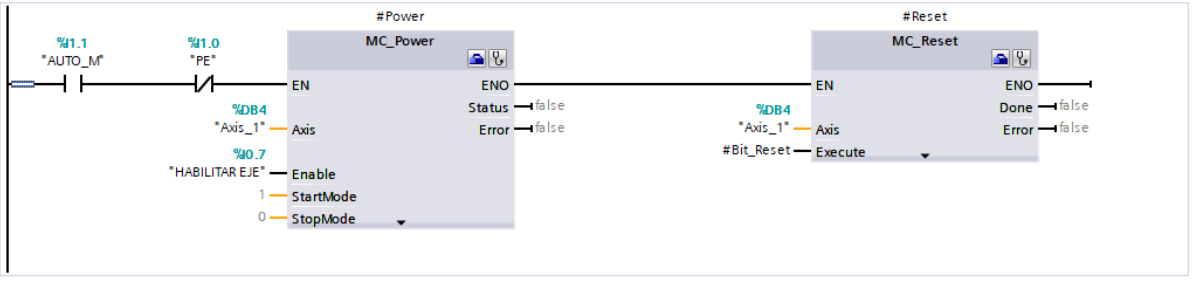 #Power
#Reset
%I1.1
"AUTO_M"
%I1.0
"PE"
MC_Power
MC_Reset
EN
ENO
EN
ENO
%DB4
"Axis_1"
Axis
Status
false
Error
false
%DB4
"Axis_1"
Axis
Done
false
Error
false
%I0.7
"HABILITAR EJE"
Enable
#Bit_Reset
Execute
1
StartMode
0
StopMode